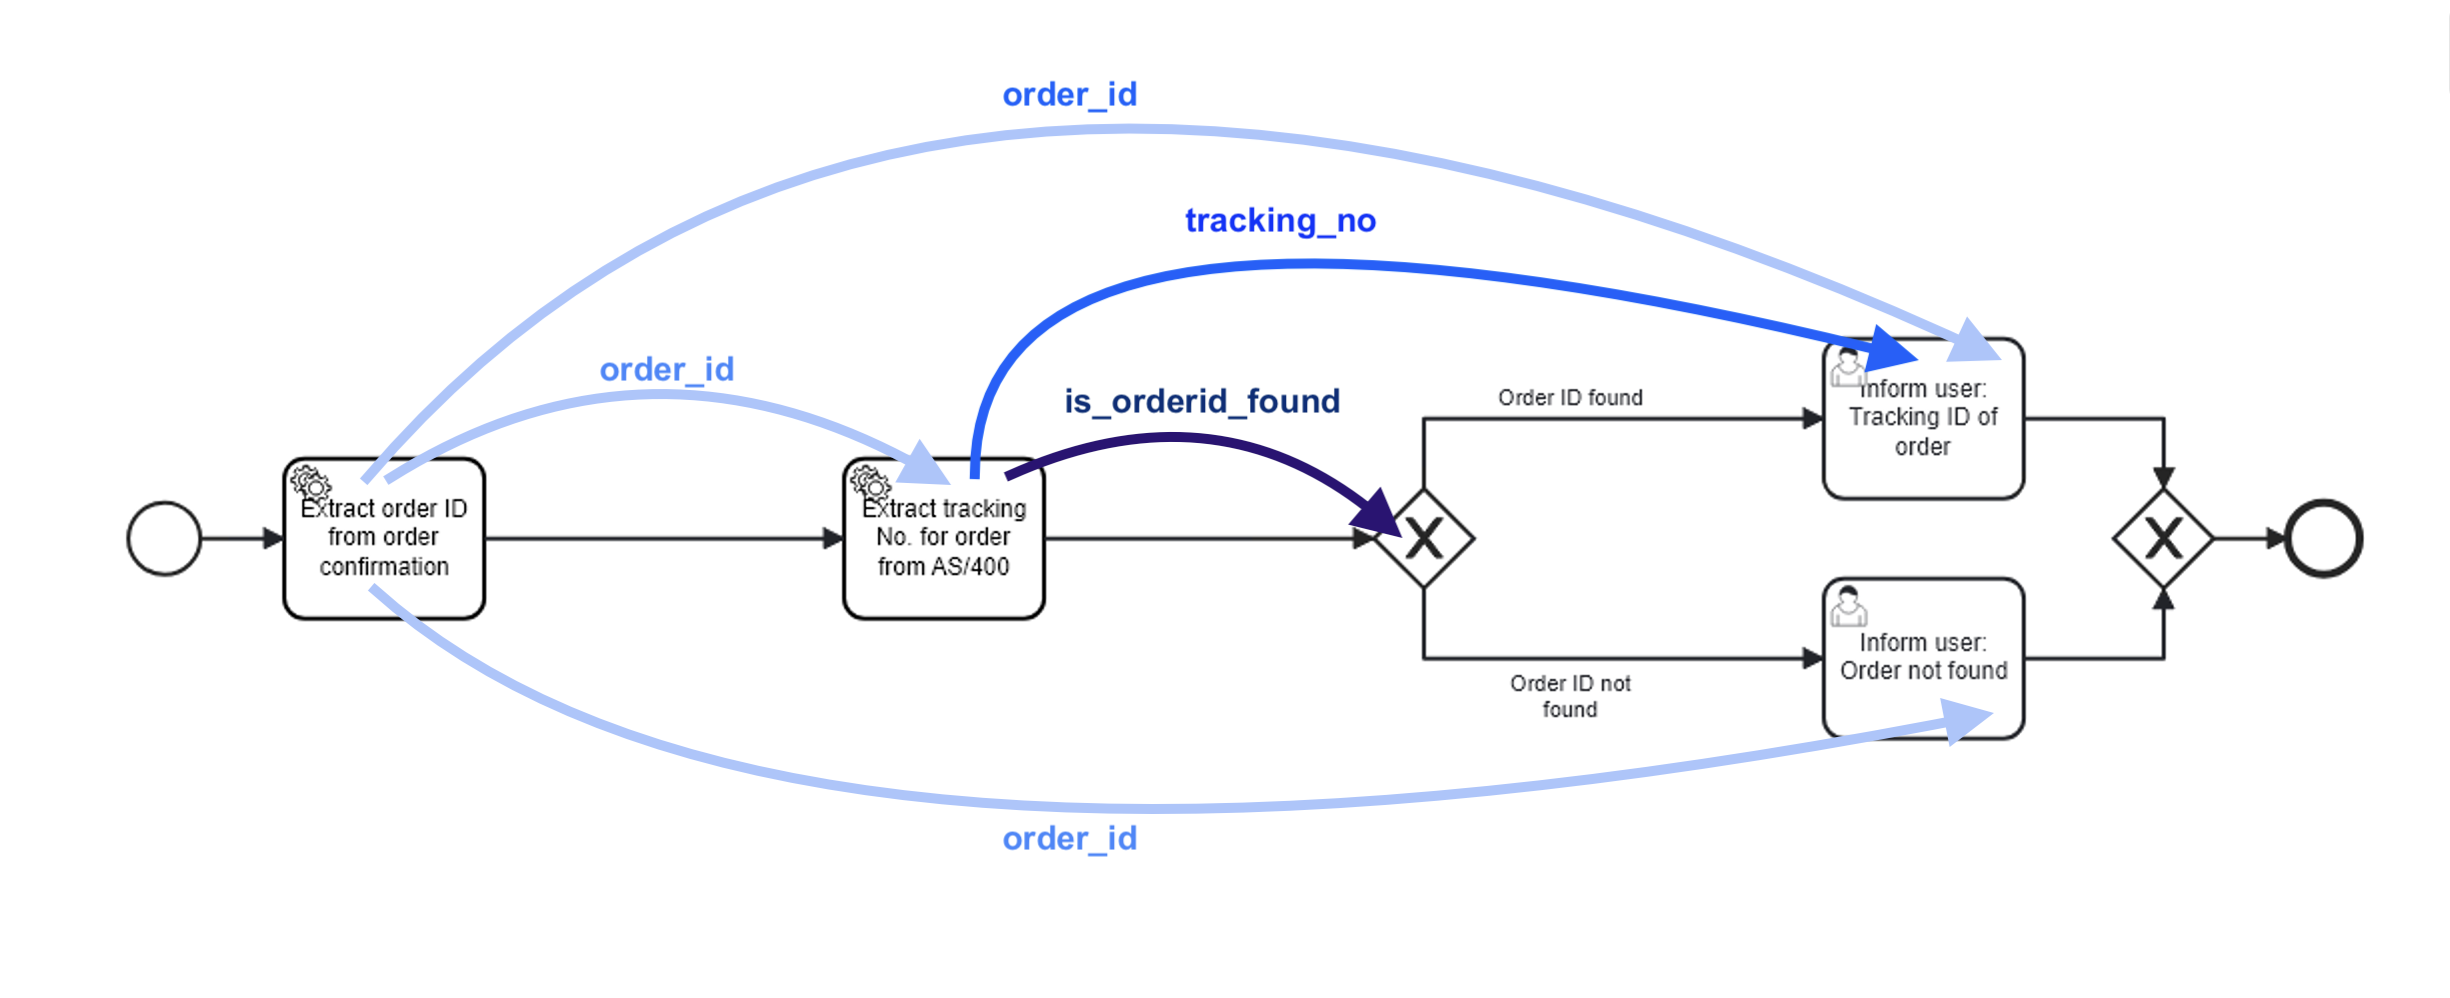 order_id
tracking_no
order_id
is_orderid_found
Order ID found
Inform user:
Tracking ID of
order
Extract order ID
from order
confirmation
Extract tracking
No. for order
from AS/400
X
X
Inform user:
Order not found
Order ID not
found
order_id